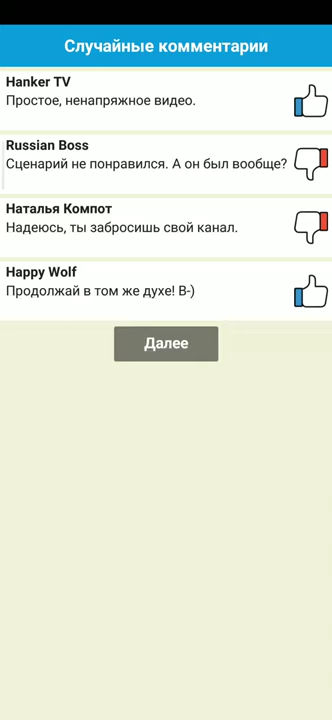 Случайные комментарии
Hanker TV
Простое, ненапряжное видео.
Russian Boss
Сценарий не понравился. А он был вообще?
Наталья Компот
Надеюсь, ты забросишь свой канал.
Happy Wolf
Продолжай в том же духе! B-)
Далее